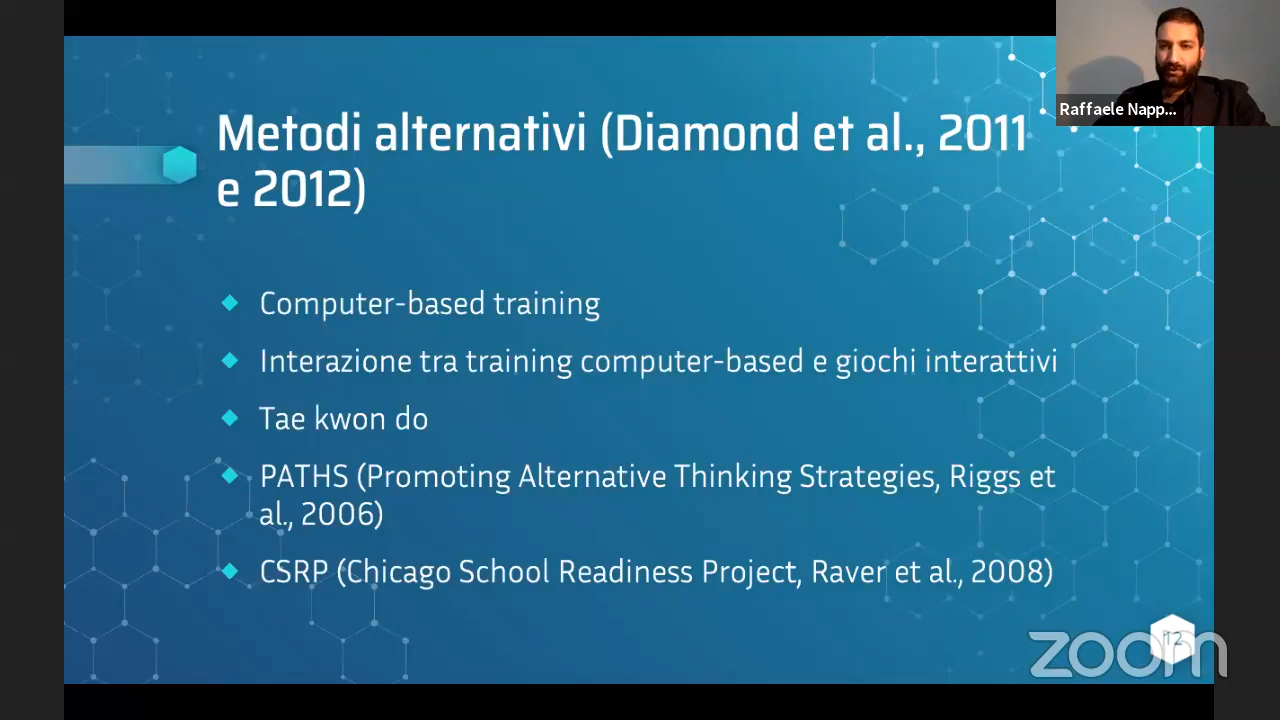 Raffaele Napp...
Metodi alternativi (Diamond et al., 2011
e 2012)
Computer-based training
Interazione tra training computer-based e giochi interattivi
Tae kwon do
PATHS (Promoting Alternative Thinking Strategies, Riggs et
al., 2006)
CSRP (Chicago School Readiness Project, Raver et al., 2008)
12
zoom